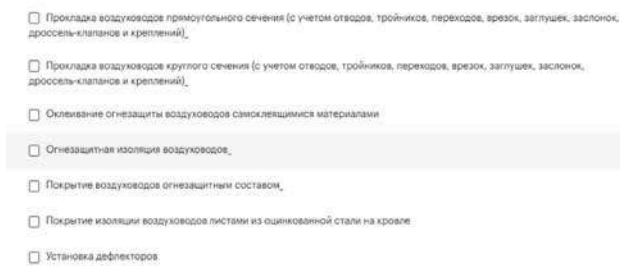 Прокладка воздуховодов прямоугольного сечения (с учетом отводов, тройников, переходов, врезок, заглушек, заслонок,
дроссель-клапанов и креплений)_
Прокладка воздуховодов круглого сечения (с учетом отводов, тройников, переходов, врезок, заглушек, заслонок,
дроссель-клапанов и креплений)_
Оклеивание огнезащиты воздуховодов самоклеящимися материалами
Огнезащитная изоляция воздуховодов_
Покрытие воздуховодов огнезащитным составом_
Покрытие изоляции воздуховодов листами из оцинкованной стали на кровле
Установка дефлекторов